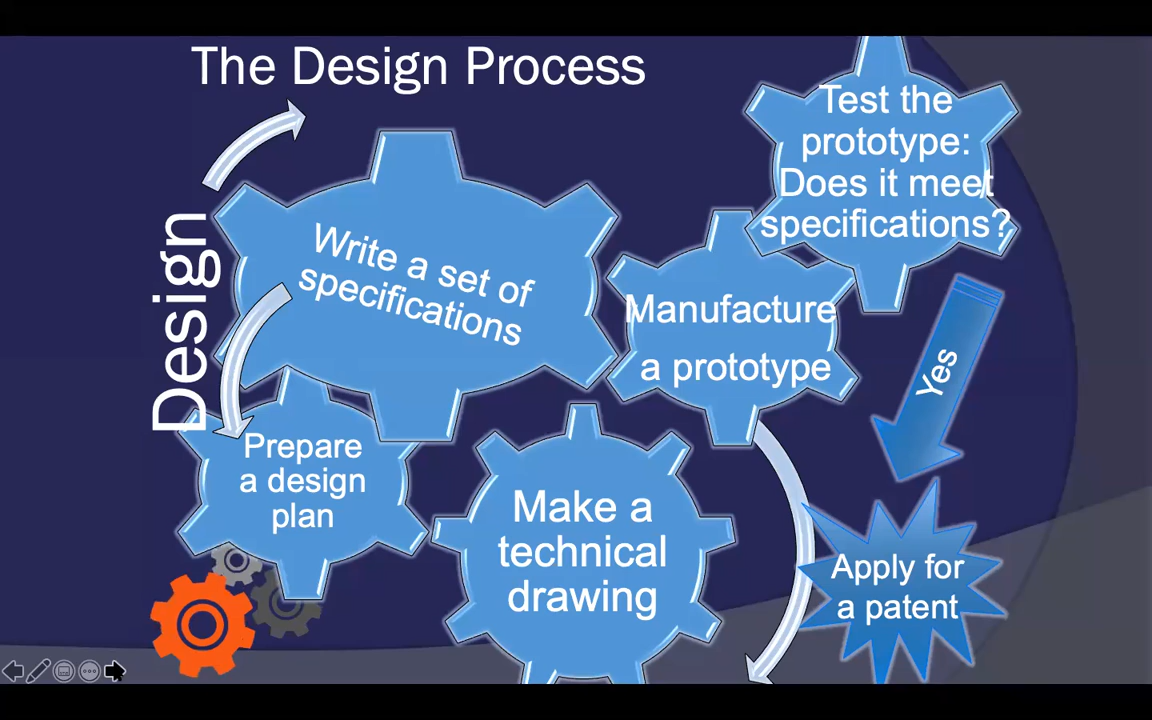 The Design Process
Design
Write a set of
specifications
Prepare
a design
plan
Make a
technical
drawing
Manufacture
a prototype
Test the
prototype:
Does it meet
specifications?
Yes
Apply for
a patent